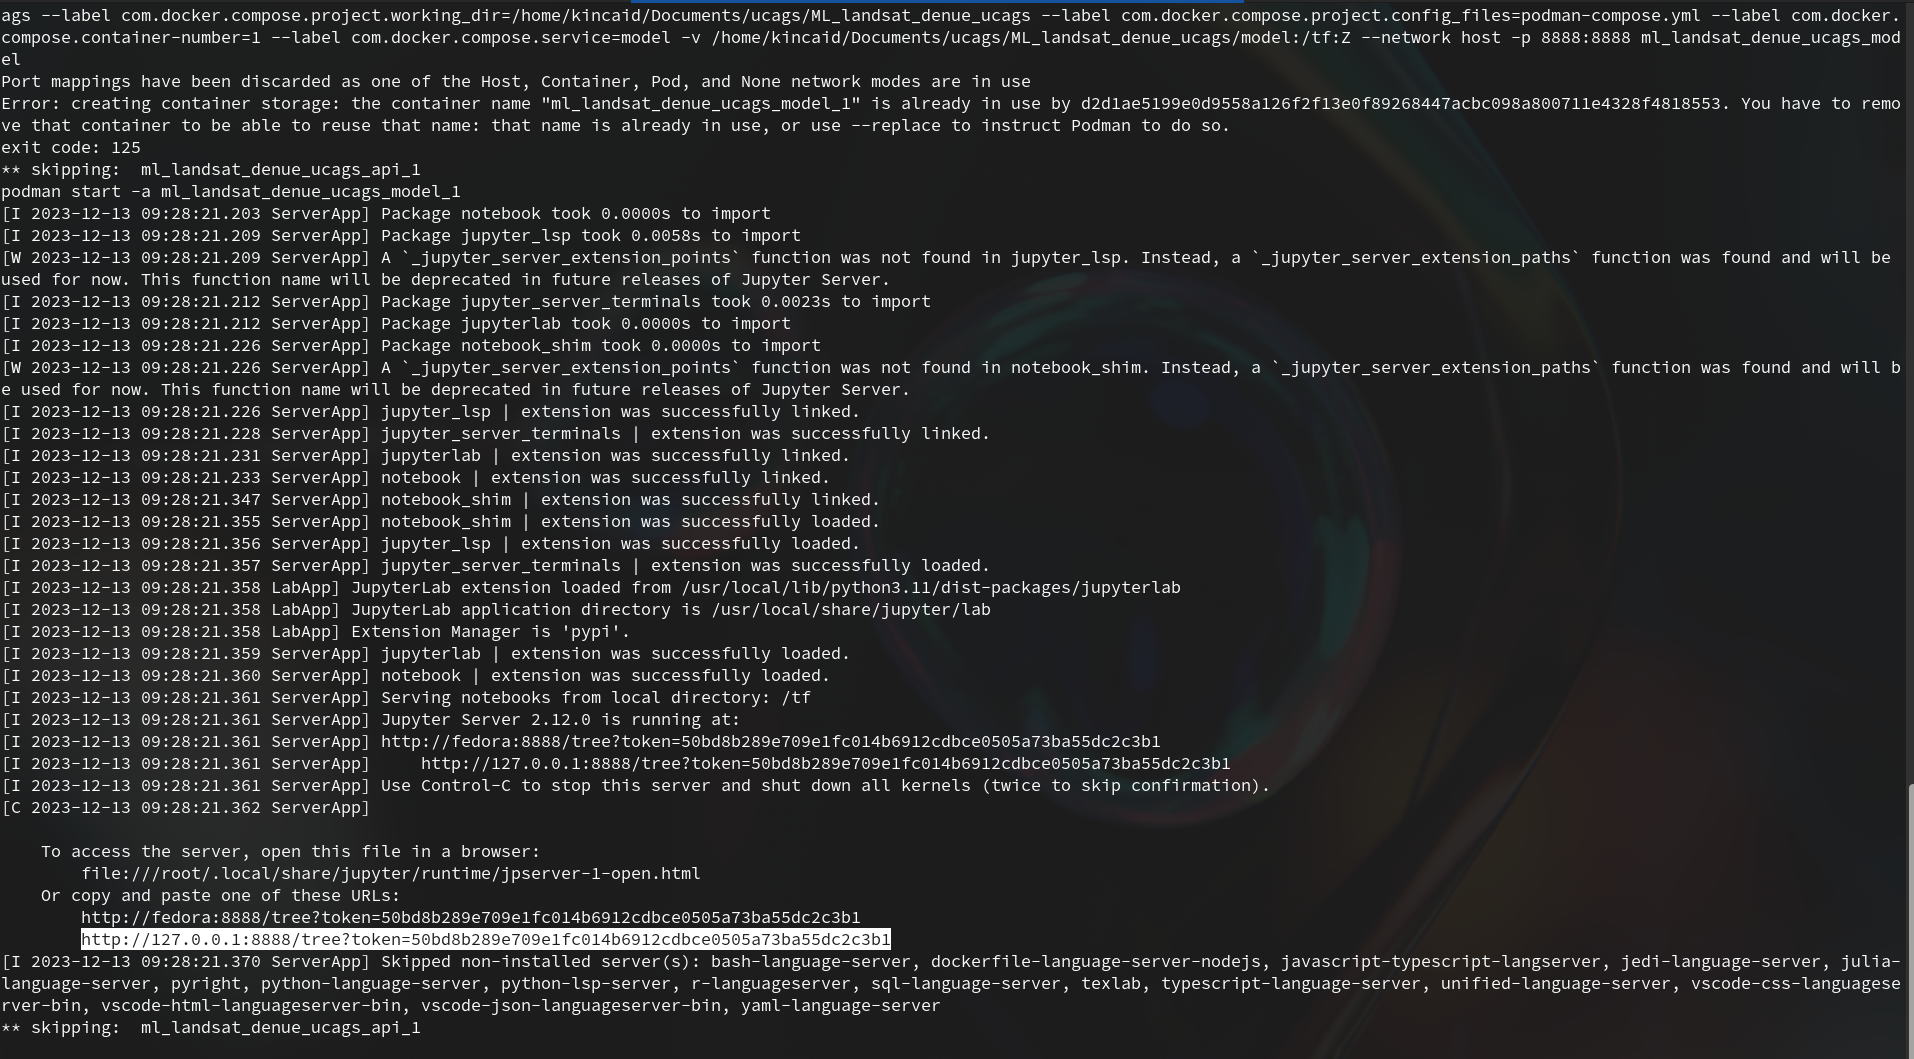 ags --label com.docker.compose.project.working_dir=/home/kincaid/Documents/ucags/ML_landsat_denue_ucags --label com.docker.compose.project.config_files=podman-compose.yml --label com.docker.
compose.container-number=1 --label com.docker.compose.service=model -v /home/kincaid/Documents/ucags/ML_landsat_denue_ucags/model:/tf:Z --network host -p 8888:8888 ml_landsat_denue_ucags_mod
el
Port mappings have been discarded as one of the Host, Container, Pod, and None network modes are in use
Error: creating container storage: the container name "ml_landsat_denue_ucags_model_1" is already in use by d2d1ae5199e0d9558a126f2f13e0f89268447acbc098a800711e4328f4818553. You have to remo
ve that container to be able to reuse that name: that name is already in use, or use --replace to instruct Podman to do so.
exit code: 125
** skipping:  ml_landsat_denue_ucags_api_1
podman start -a ml_landsat_denue_ucags_model_1
[I 2023-12-13 09:28:21.203 ServerApp] Package notebook took 0.0000s to import
[I 2023-12-13 09:28:21.209 ServerApp] Package jupyter_lsp took 0.0058s to import
[W 2023-12-13 09:28:21.209 ServerApp] A `_jupyter_server_extension_points` function was not found in jupyter_lsp. Instead, a `_jupyter_server_extension_paths` function was found and will be
used for now. This function name will be deprecated in future releases of Jupyter Server.
[I 2023-12-13 09:28:21.212 ServerApp] Package jupyter_server_terminals took 0.0023s to import
[I 2023-12-13 09:28:21.212 ServerApp] Package jupyterlab took 0.0000s to import
[I 2023-12-13 09:28:21.226 ServerApp] Package notebook_shim took 0.0000s to import
[W 2023-12-13 09:28:21.226 ServerApp] A `_jupyter_server_extension_points` function was not found in notebook_shim. Instead, a `_jupyter_server_extension_paths` function was found and will b
e used for now. This function name will be deprecated in future releases of Jupyter Server.
[I 2023-12-13 09:28:21.226 ServerApp] jupyter_lsp | extension was successfully linked.
[I 2023-12-13 09:28:21.228 ServerApp] jupyter_server_terminals | extension was successfully linked.
[I 2023-12-13 09:28:21.231 ServerApp] jupyterlab | extension was successfully linked.
[I 2023-12-13 09:28:21.233 ServerApp] notebook | extension was successfully linked.
[I 2023-12-13 09:28:21.347 ServerApp] notebook_shim | extension was successfully linked.
[I 2023-12-13 09:28:21.355 ServerApp] notebook_shim | extension was successfully loaded.
[I 2023-12-13 09:28:21.356 ServerApp] jupyter_lsp | extension was successfully loaded.
[I 2023-12-13 09:28:21.357 ServerApp] jupyter_server_terminals | extension was successfully loaded.
[I 2023-12-13 09:28:21.358 LabApp] JupyterLab extension loaded from /usr/local/lib/python3.11/dist-packages/jupyterlab
[I 2023-12-13 09:28:21.358 LabApp] JupyterLab application directory is /usr/local/share/jupyter/lab
[I 2023-12-13 09:28:21.358 LabApp] Extension Manager is 'pypi'.
[I 2023-12-13 09:28:21.359 ServerApp] jupyterlab | extension was successfully loaded.
[I 2023-12-13 09:28:21.360 ServerApp] notebook | extension was successfully loaded.
[I 2023-12-13 09:28:21.361 ServerApp] Serving notebooks from local directory: /tf
[I 2023-12-13 09:28:21.361 ServerApp] Jupyter Server 2.12.0 is running at:
[I 2023-12-13 09:28:21.361 ServerApp] http://fedora:8888/tree?token=50bd8b289e709e1fc014b6912cdbce0505a73ba55dc2c3b1
[I 2023-12-13 09:28:21.361 ServerApp]     http://127.0.0.1:8888/tree?token=50bd8b289e709e1fc014b6912cdbce0505a73ba55dc2c3b1
[I 2023-12-13 09:28:21.361 ServerApp] Use Control-C to stop this server and shut down all kernels (twice to skip confirmation).
[C 2023-12-13 09:28:21.362 ServerApp]
To access the server, open this file in a browser:
file:///root/.local/share/jupyter/runtime/jpserver-1-open.html
Or copy and paste one of these URLs:
http://fedora:8888/tree?token=50bd8b289e709e1fc014b6912cdbce0505a73ba55dc2c3b1
http://127.0.0.1:8888/tree?token=50bd8b289e709e1fc014b6912cdbce0505a73ba55dc2c3b1
[I 2023-12-13 09:28:21.370 ServerApp] Skipped non-installed server(s): bash-language-server, dockerfile-language-server-nodejs, javascript-typescript-langserver, jedi-language-server, julia-
language-server, pyright, python-language-server, python-lsp-server, r-languageserver, sql-language-server, texlab, typescript-language-server, unified-language-server, vscode-css-languagese
rver-bin, vscode-html-languageserver-bin, vscode-json-languageserver-bin, yaml-language-server
** skipping:  ml_landsat_denue_ucags_api_1